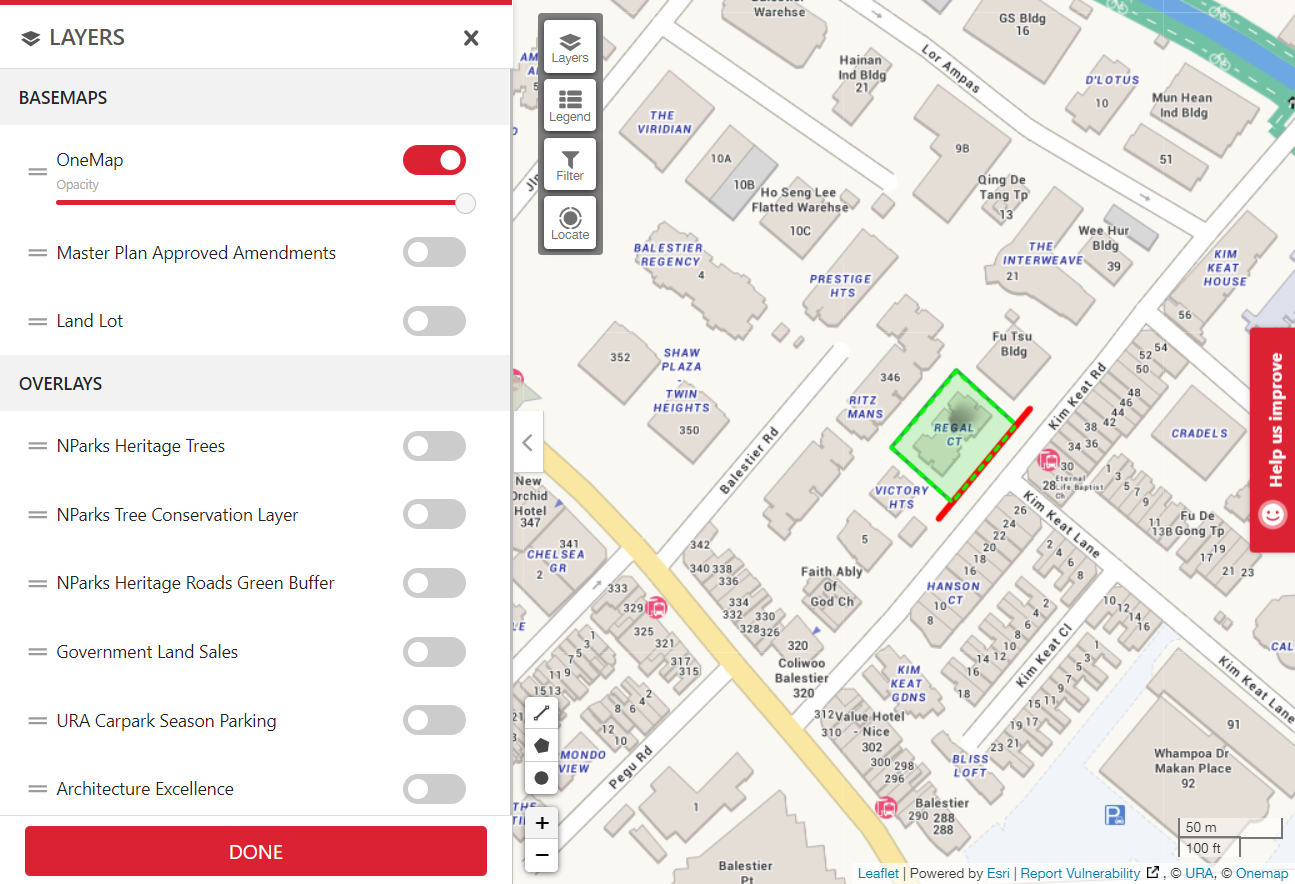 LAYERS
BASEMAPS
OneMap
Opacity
Master Plan Approved Amendments
Land Lot
OVERLAYS
NParks Heritage Trees
NParks Tree Conservation Layer
NParks Heritage Roads Green Buffer
Government Land Sales
URA Carpark Season Parking
Architecture Excellence
DONE
Layers
Legend
Filter
Locate
Balestier
Warehse
GS Bldg
16
Lor Ampas
Hainan
Ind Bldg
21
D'LOTUS
10
Mun Hean
Ind Bldg
51
THE
VIRIDIAN
10A
10B
9B
Ho Seng Lee
Flatted Warehse
10C
Qing De
Tang Tp
13
Wee Hur
Bldg
39
THE
INTERWEAVE
21
KIM
KEAT
HOUSE
56
BALESTIER
REGENCY
4
PRESTIGE
HTS
Fu Tsu
Bldg
352
SHAW
PLAZA
-
TWIN
HEIGHTS
350
346
RITZ
MANS
REGAL
CT
Kim Keat Rd
52 54
50
48
46
44
42
38
36
34
30
28
Eternal
Life Baptist
Ch
CRADELS
Help us improve
Balestier Rd
VICTORY
HTS
New
Orchid
Hotel
347
341
CHELSEA
GR
2
5
Faith Ably
Of
God Ch
Kim Keat Lane
1
3
5
7
9
11
13B
Fu De
Gong Tp
17
19
21 23
26
24
22
20
18
16
HANSON
CT
10
8
2
4
6
8
342
340 338
336
334
332
330
328 326
320
Coliwoo
Balestier
320
333
329
325
321
317
315
1
3
5
7
9
11
1513
2
4
6
8
12
10
MONDO
VIEW
Pegu Rd
1
KIM
KEAT
GDNS
2
4
6
8
10
12
14
16
18
Kim Keat Cl
1
3
5
7
9
11
15
17
19
21
23
10 12
14
16
BLISS
LOFT
312
310
Value Hotel
- Nice
302
300 298
296
Balestier
290 288
288
Kim Keat Lane
91
Whampoa Dr
Makan Place
92
P
Balestier
Pt
+
−
50 m
100 ft
Leaflet | Powered by Esri | Report Vulnerability , © URA, © Onemap